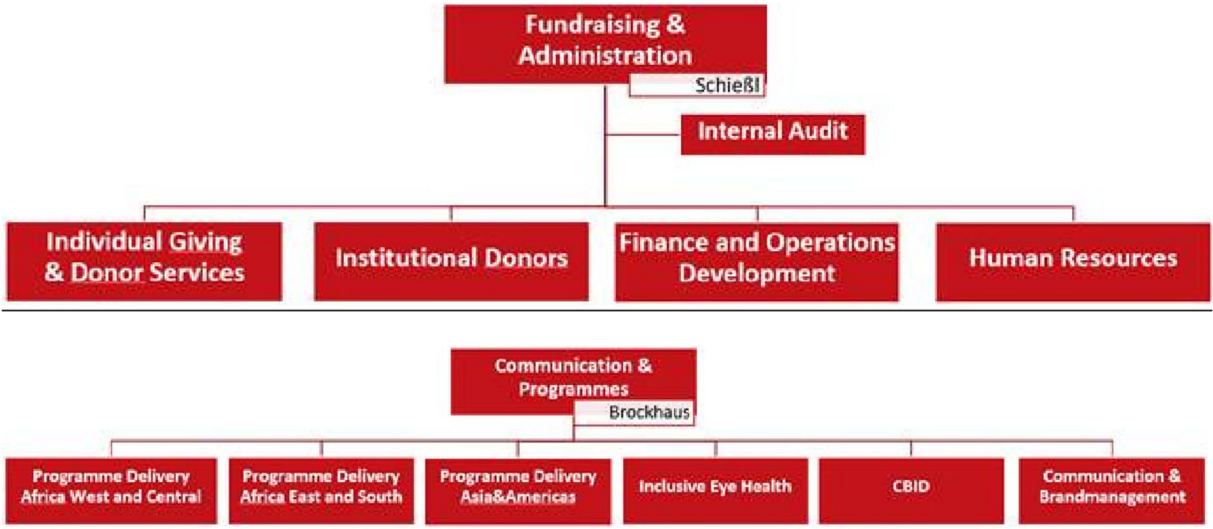 Fundraising &
Administration
Schießl
Internal Audit
Individual Giving
& Donor Services
Institutional Donors
Finance and Operations
Development
Human Resources
Communication &
Programmes
Brockhaus
Programme Delivery
Africa West and Central
Programme Delivery
Africa East and South
Programme Delivery
Asia&Americas
Inclusive Eye Health
CBID
Communication &
Brandmanagement